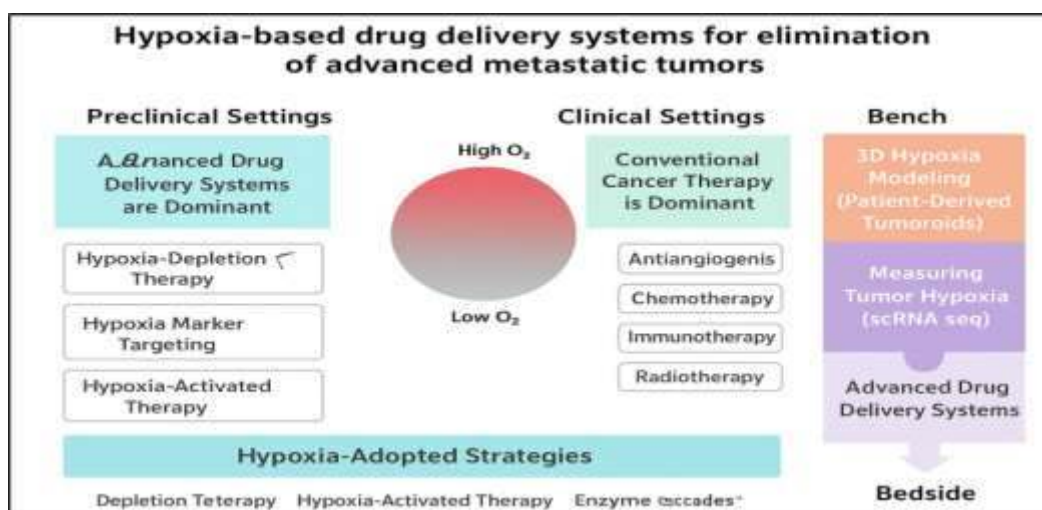 Hypoxia-based drug delivery systems for elimination
of advanced metastatic tumors
Preclinical Settings
Drug
Delivery Systems
are Dominant
Hypoxia-Depletion
Therapy
Hypoxia Marker
Targeting
Hypoxia-Activated
Therapy
High O₂
Low O₂
Clinical Settings
Conventional
Cancer Therapy
is Dominant
Antiangiogenis
Chemotherapy
Immunotherapy
Radiotherapy
Bench
3D Hypoxia
Modeling
(Patient-Derived
Tumoroids)
Measuring
Tumor Hypoxia
(scRNA seq)
Advanced Drug
Delivery Systems
Bedside
Hypoxia-Adopted Strategies
Depletion Teterapy Hypoxia-Activated Therapy Enzyme